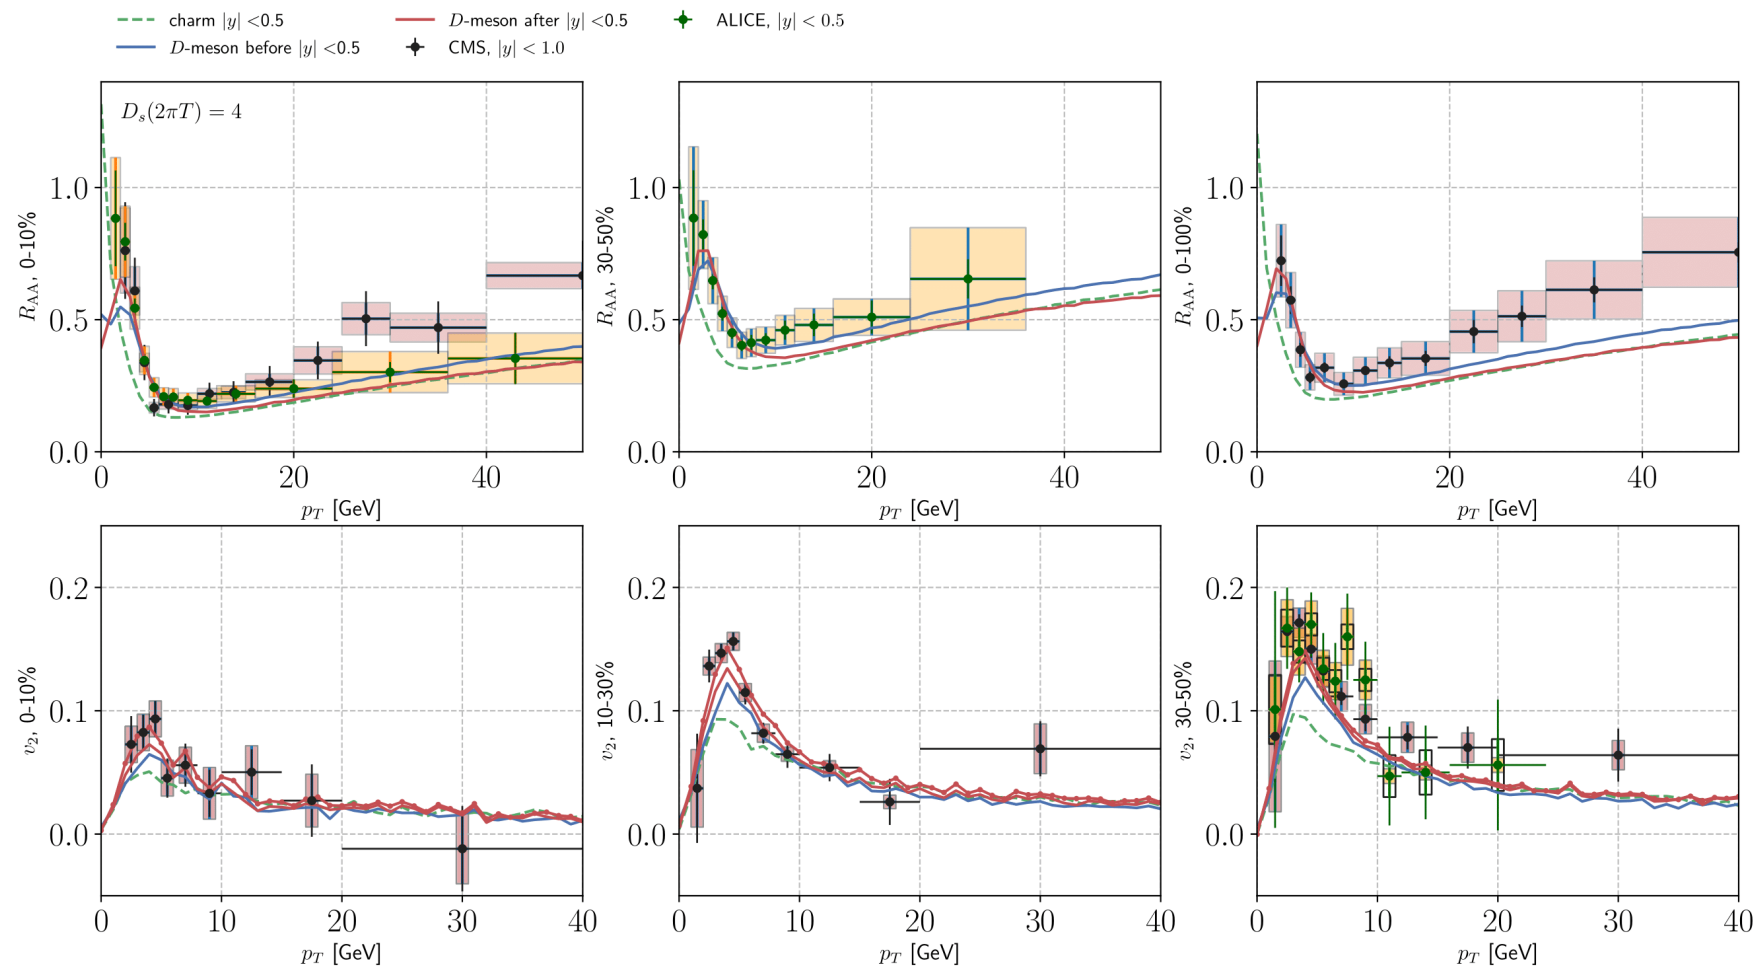 charm |y| <0.5
D-meson before |y| <0.5
D-meson after |y| <0.5
CMS, |y| < 1.0
ALICE, |y| < 0.5
D_s(2πT) = 4
R_AA, 0-10%
1.0
0.5
0.0
0 20 40
p_T [GeV]
R_AA, 30-50%
1.0
0.5
0.0
0 20 40
p_T [GeV]
R_AA, 0-100%
1.0
0.5
0.0
0 20 40
p_T [GeV]
v_2, 0-10%
0.2
0.1
0.0
0 10 20 30 40
p_T [GeV]
v_2, 10-30%
0.2
0.1
0.0
0 10 20 30 40
p_T [GeV]
v_2, 30-50%
0.2
0.1
0.0
0 10 20 30 40
p_T [GeV]